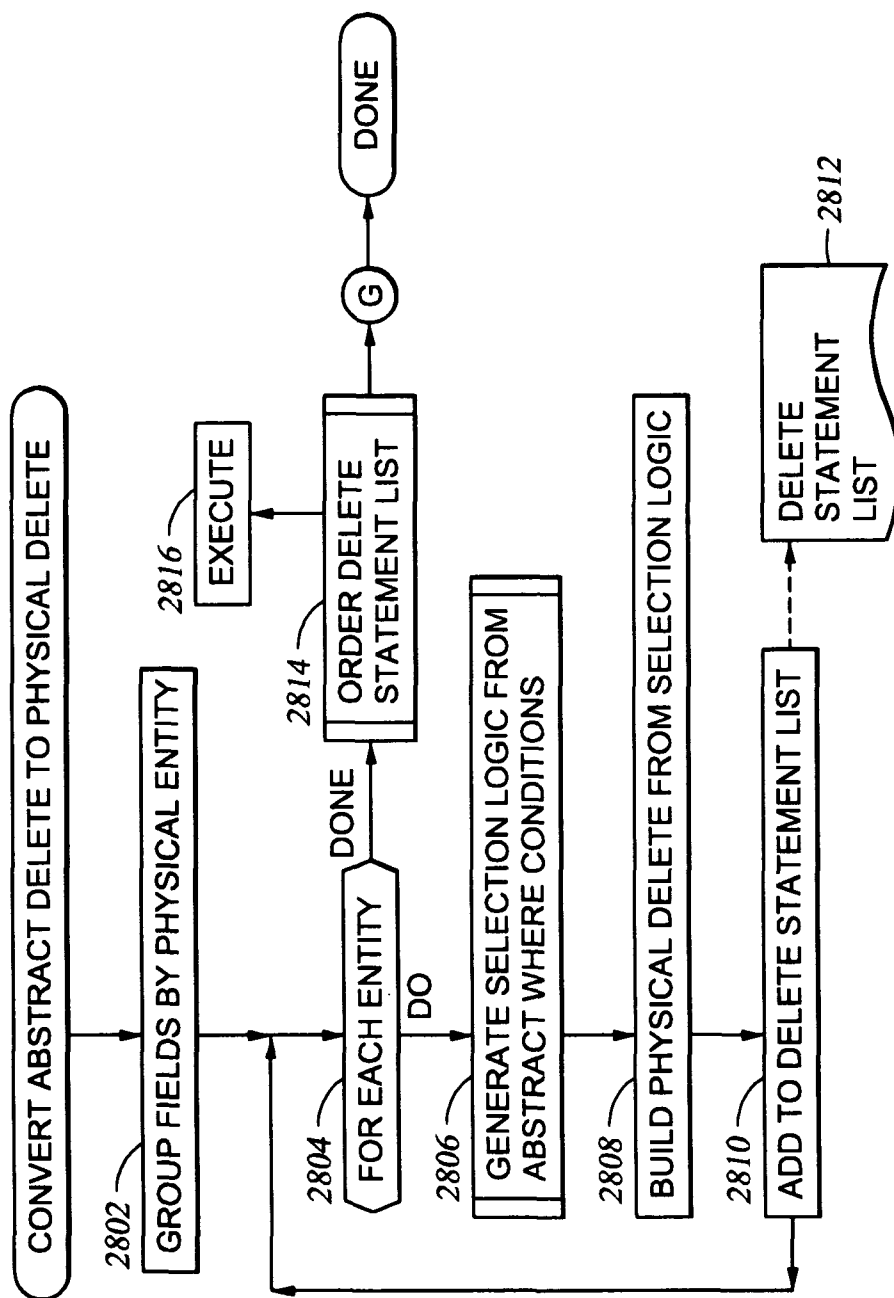 CONVERT ABSTRACT DELETE TO PHYSICAL DELETE
2802
GROUP FIELDS BY PHYSICAL ENTITY
2816
EXECUTE
2804
FOR EACH ENTITY
DONE
DO
2814
ORDER DELETE
STATEMENT LIST
G
DONE
2806
GENERATE SELECTION LOGIC FROM
ABSTRACT WHERE CONDITIONS
2808
BUILD PHYSICAL DELETE FROM SELECTION LOGIC
2810
ADD TO DELETE STATEMENT LIST
2812
DELETE
STATEMENT
LIST